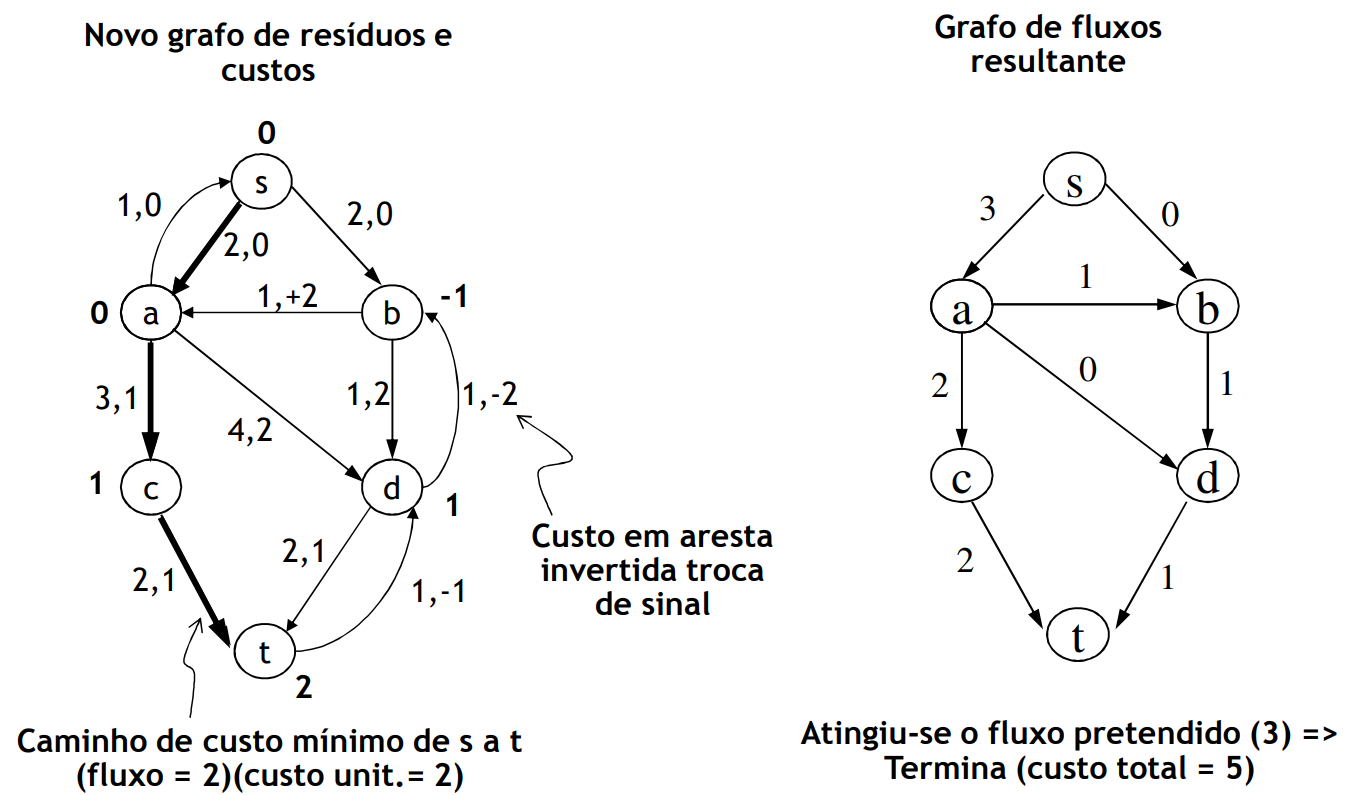 Novo grafo de resíduos e
custos
0
s
1,0
2,0
2,0
0
a
1,+2
b
-1
3,1
4,2
1,2
1,-2
1
c
d
1
2,1
2,1
1,-1
t
2
Custo em aresta
invertida troca
de sinal
Caminho de custo mínimo de s a t
(fluxo = 2)(custo unit.= 2)
Grafo de fluxos
resultante
s
3
0
a
1
b
2
0
1
c
d
2
1
t
Atingiu-se o fluxo pretendido (3) =>
Termina (custo total = 5)